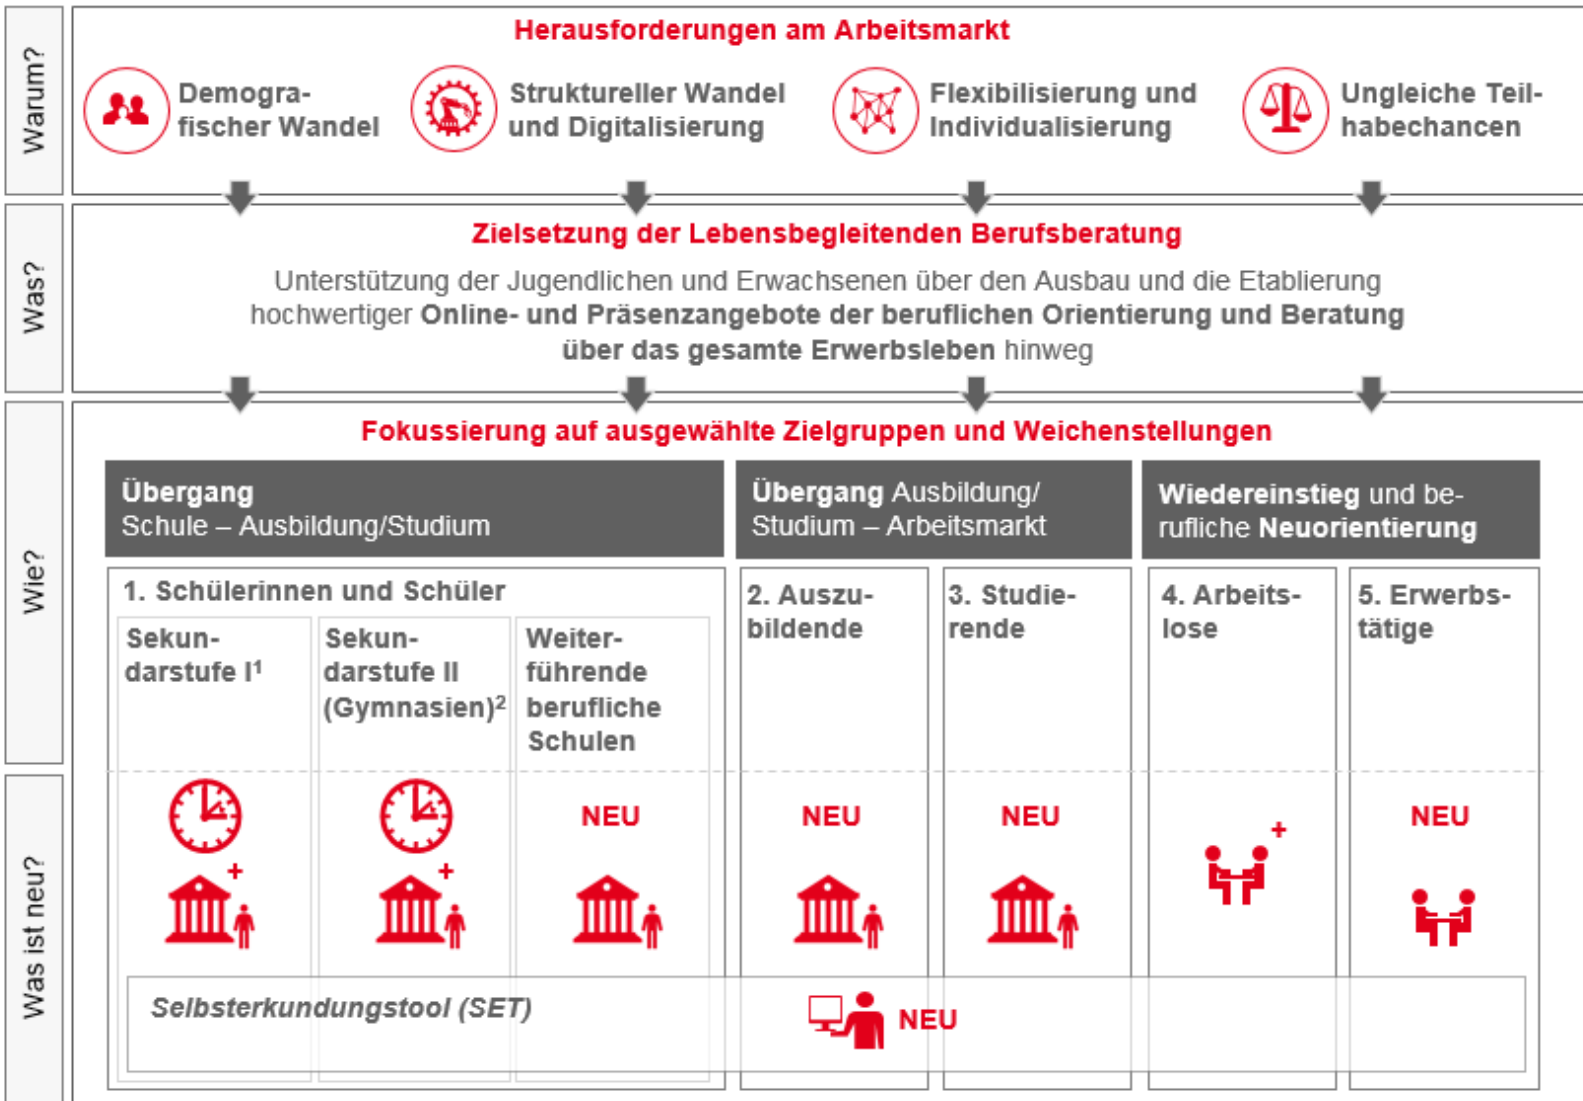 Warum?
Herausforderungen am Arbeitsmarkt
Demogra-
fischer Wandel
Struktureller Wandel
und Digitalisierung
Flexibilisierung und
Individualisierung
Ungleiche Teil-
habechancen
Was?
Zielsetzung der Lebensbegleitenden Berufsberatung
Unterstützung der Jugendlichen und Erwachsenen über den Ausbau und die Etablierung
hochwertiger Online- und Präsenzangebote der beruflichen Orientierung und Beratung
über das gesamte Erwerbsleben hinweg
Wie?
Fokussierung auf ausgewählte Zielgruppen und Weichenstellungen
Übergang
Schule – Ausbildung/Studium
Übergang Ausbildung/
Studium – Arbeitsmarkt
Wiedereinstieg und be-
rufliche Neuorientierung
1. Schülerinnen und Schüler
Sekun-
darstufe I¹
Sekun-
darstufe II
(Gymnasien)²
Weiter-
führende
berufliche
Schulen
2. Auszu-
bildende
3. Studie-
rende
4. Arbeits-
lose
5. Erwerbs-
tätige
Was ist neu?
+
+
NEU
NEU
NEU
+
NEU
Selbsterkundungstool (SET)
NEU